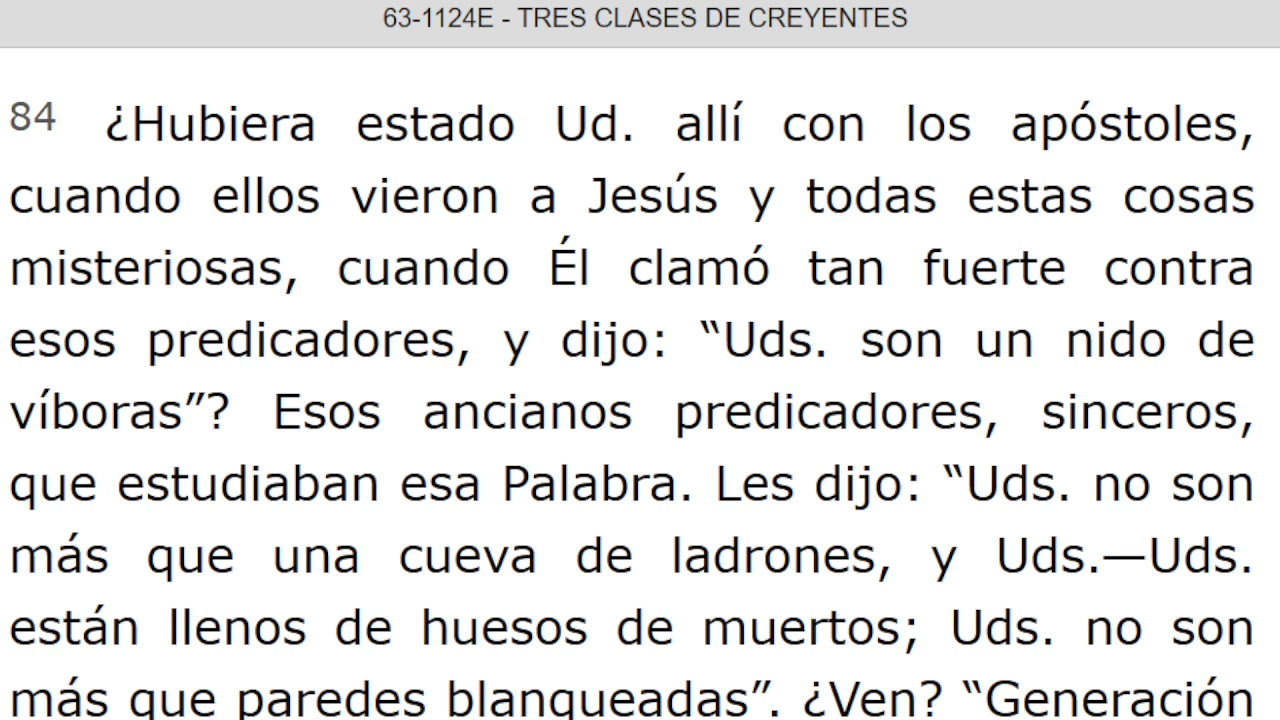 63-1124E - TRES CLASES DE CREYENTES
84 ¿Hubiera estado Ud. allí con los apóstoles,
cuando ellos vieron a Jesús y todas estas cosas
misteriosas, cuando Él clamó tan fuerte contra
esos predicadores, y dijo: “Uds. son un nido de
víboras”? Esos ancianos predicadores, sinceros,
que estudiaban esa Palabra. Les dijo: “Uds. no son
más que una cueva de ladrones, y Uds.—Uds.
están llenos de huesos de muertos; Uds. no son
más que paredes blanqueadas”. ¿Ven? “Generación